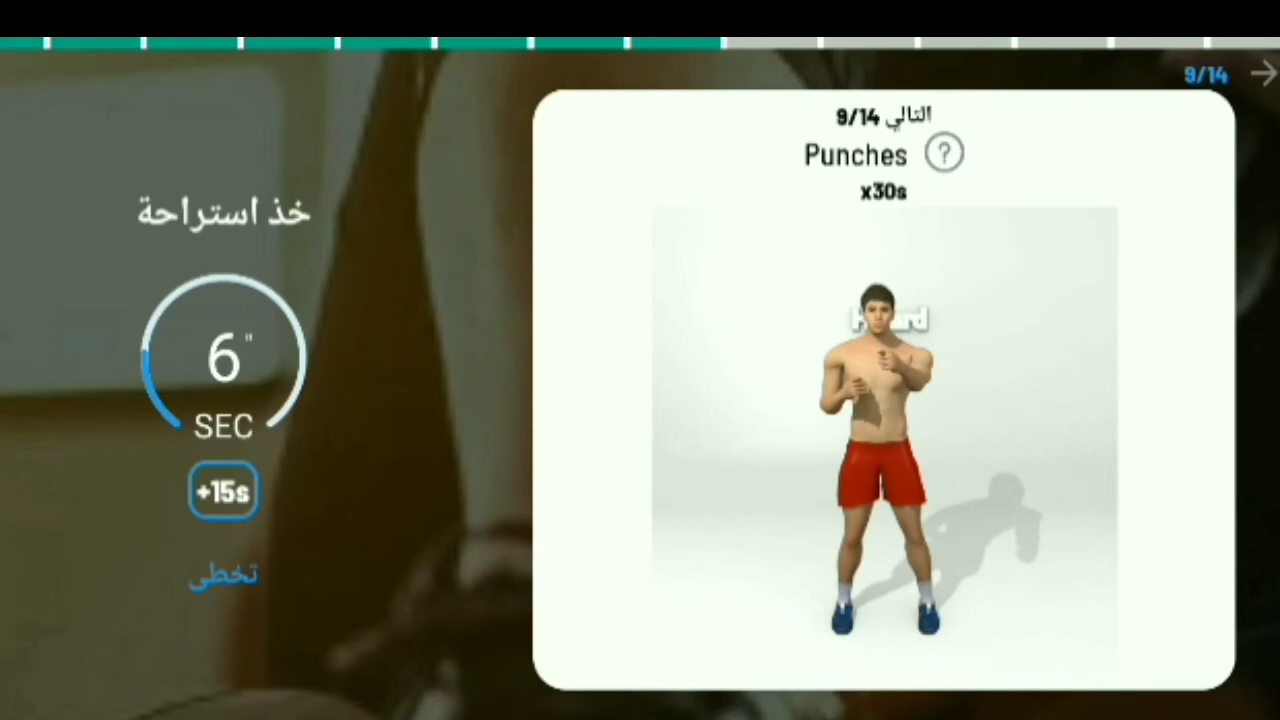 9/14
خذ استراحة
6"
SEC
+15s
تخطى
التالي 9/14
Punches ?
x30s